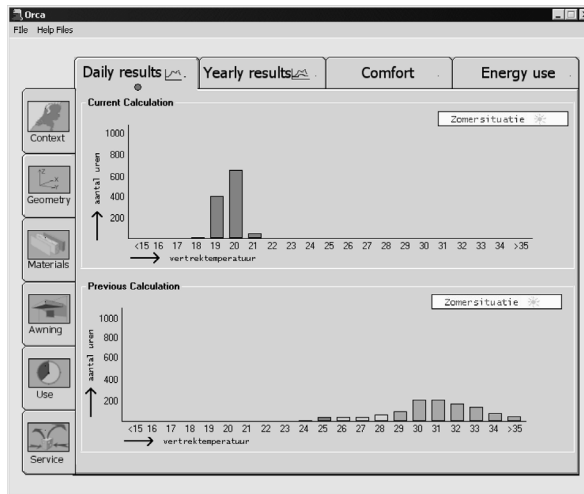 Orca
File Help Files
Daily results
Yearly results
Comfort
Energy use
Context
Geometry
Materials
Awning
Use
Service
Current Calculation
Zomersituatie
1000
800
600
400
200
aantal uren
<15 16 17 18 19 20 21 22 23 24 25 26 27 28 29 30 31 32 33 34 >35
vertrektemperatuur
Previous Calculation
Zomersituatie
1000
800
600
400
200
aantal uren
<15 16 17 18 19 20 21 22 23 24 25 26 27 28 29 30 31 32 33 34 >35
vertrektemperatuur